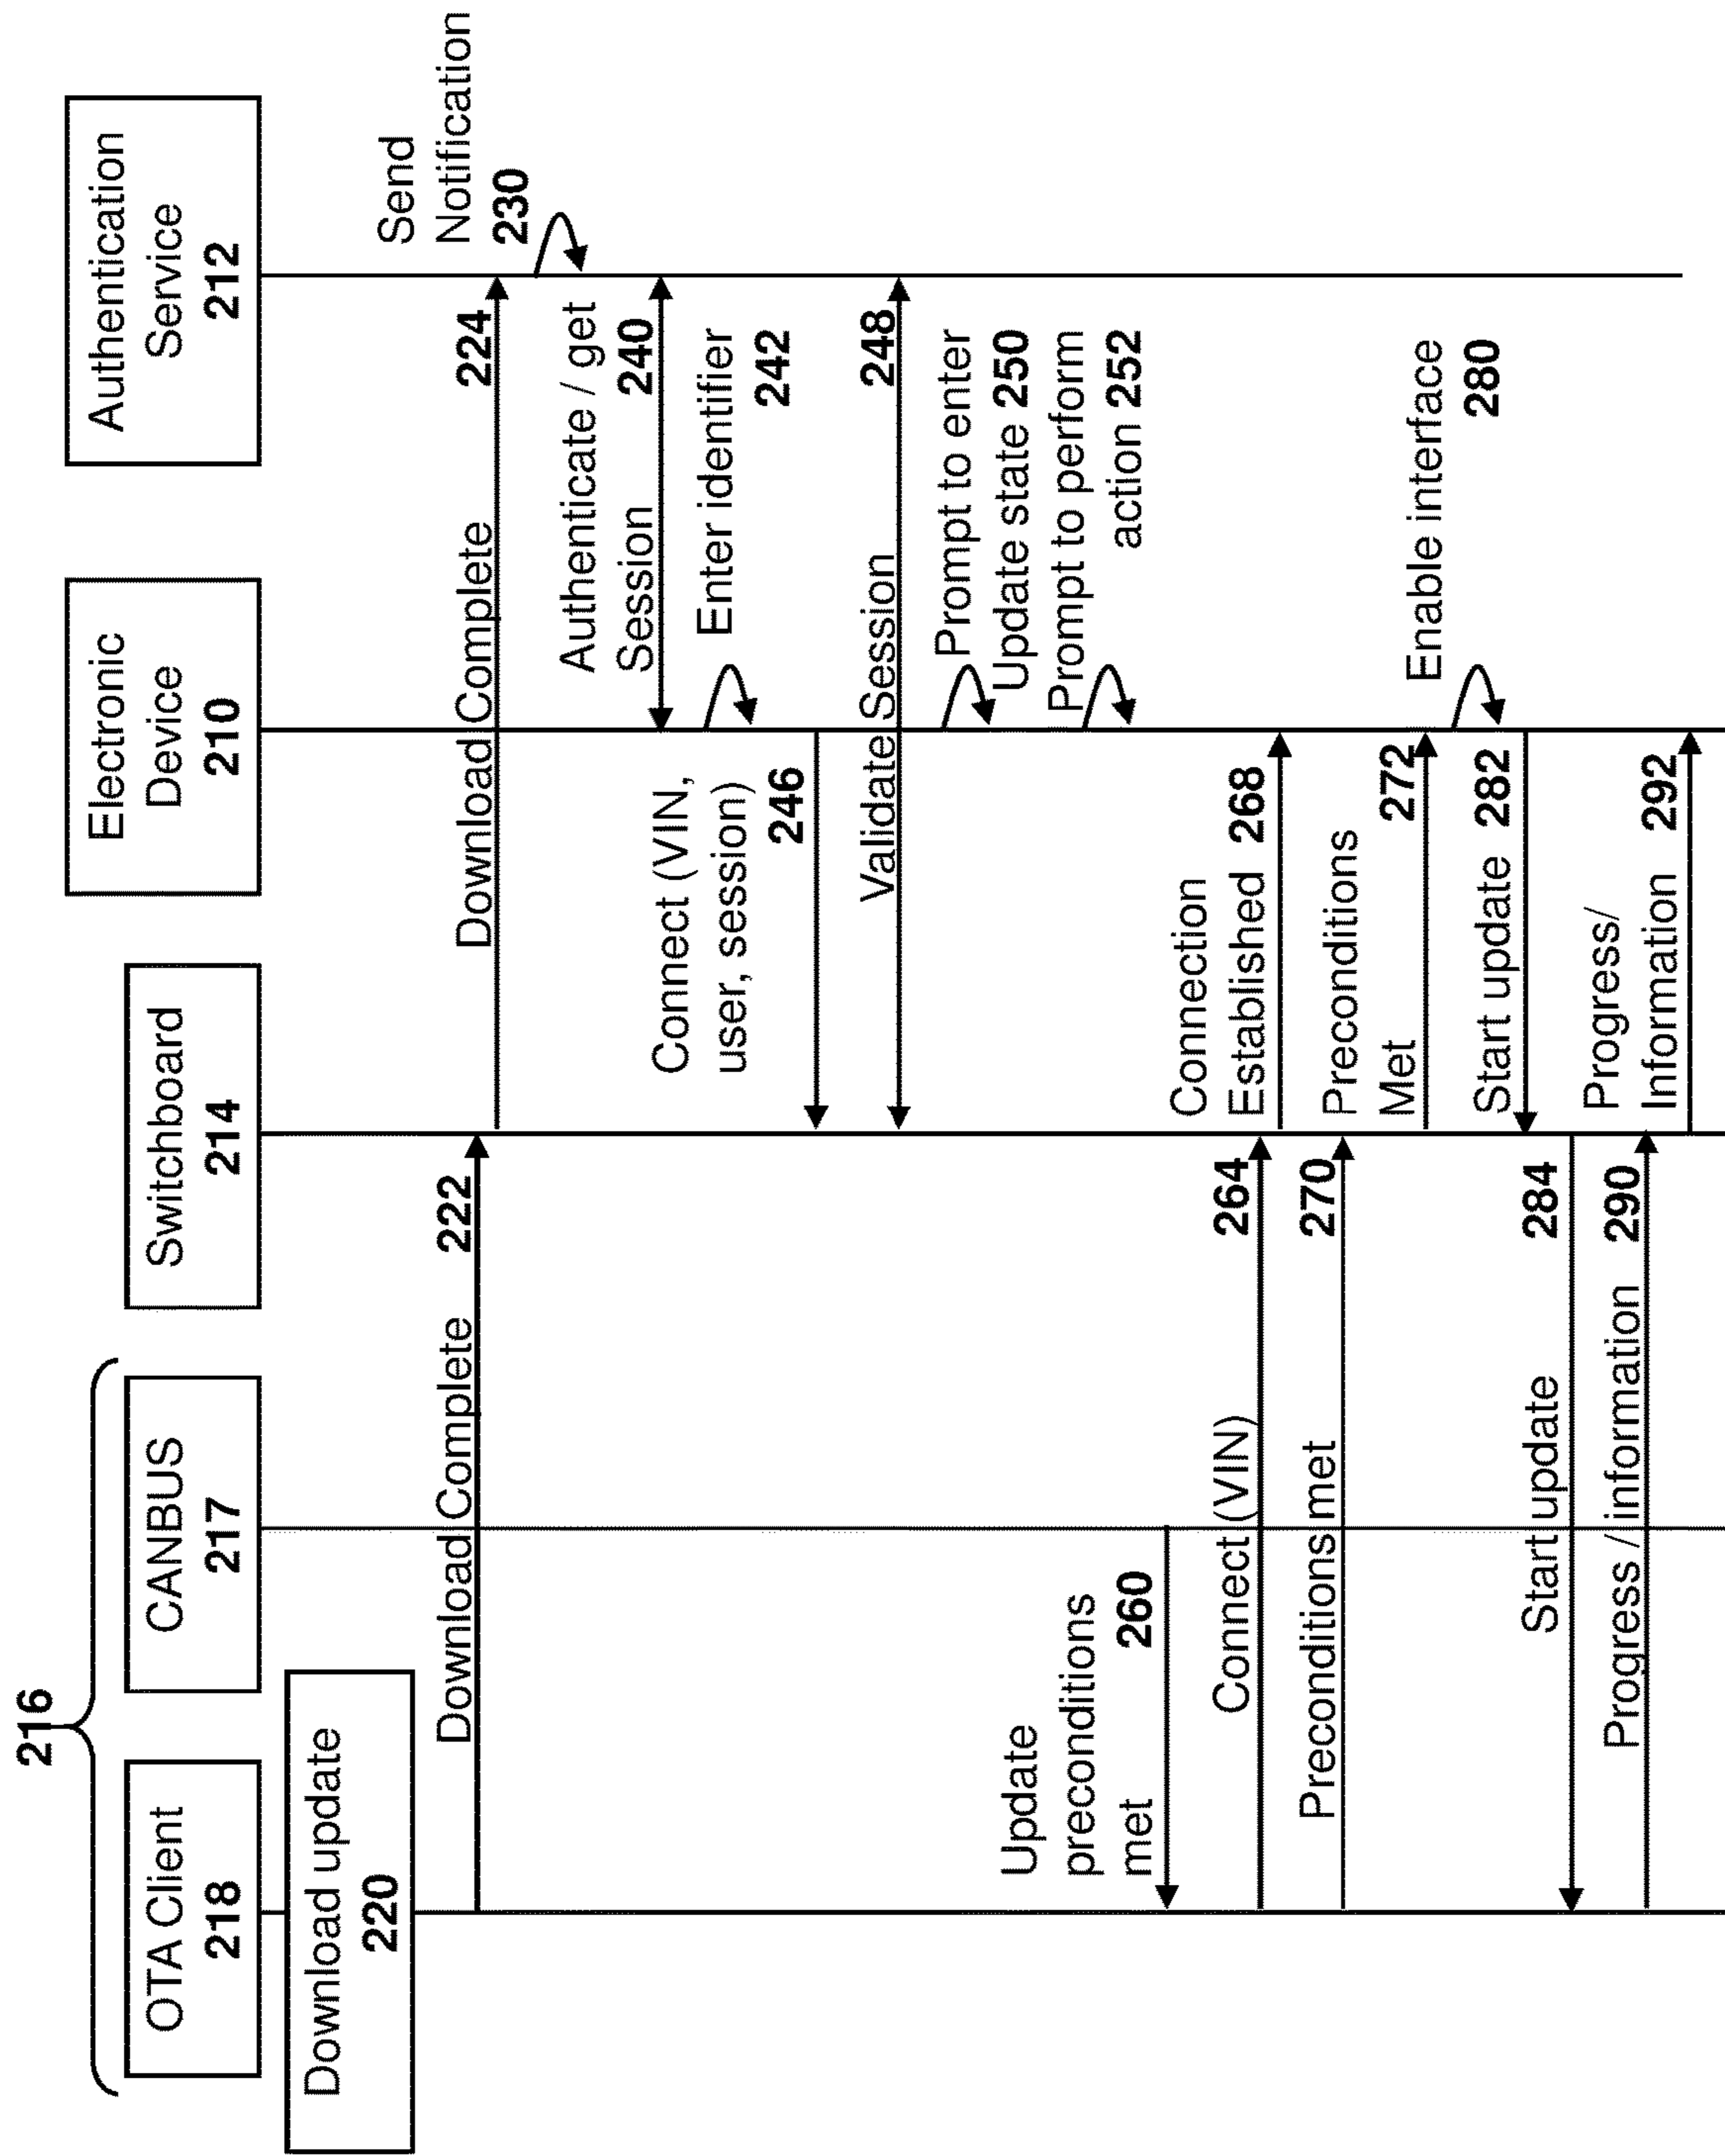 216
OTA Client
218
CANBUS
217
Switchboard
214
Electronic
Device
210
Authentication
Service
212
Download update
220
Download Complete 222
Download Complete 224
Send
Notification
230
Authenticate / get
Session 240
Enter identifier
242
Connect (VIN,
user, session)
246
Validate Session 248
Prompt to enter
Update state 250
Prompt to perform
action 252
Update
preconditions
met 260
Connect (VIN) 264
Connection
Established 268
Preconditions met 270
Preconditions
Met 272
Enable interface
280
Start update 282
Start update 284
Progress / information 290
Progress/
Information 292